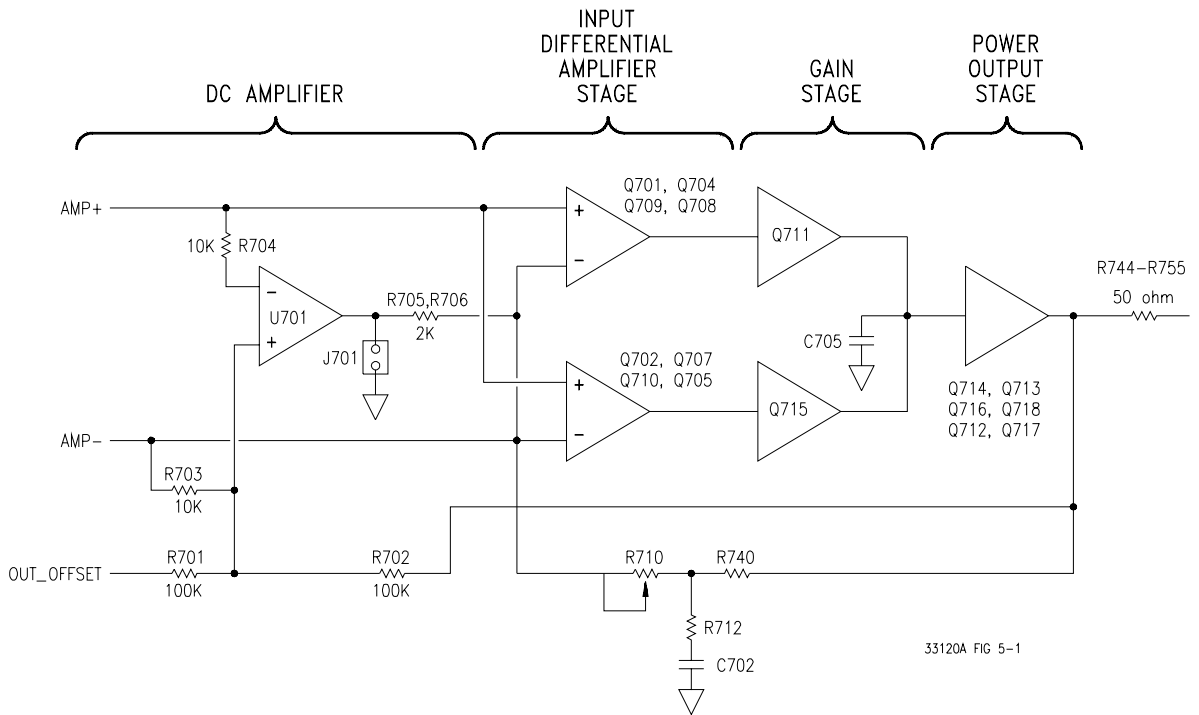 INPUT
DIFFERENTIAL
AMPLIFIER
STAGE
POWER
OUTPUT
STAGE
GAIN
STAGE
DC AMPLIFIER
Q701, Q704
Q709, Q708
AMP+
+
−
Q711
10K
R704
R744−R755
50 ohm
−
U701
+
R705,R706
2K
J701
C705
Q702, Q707
Q710, Q705
+
−
Q715
Q714, Q713
Q716, Q718
Q712, Q717
AMP−
R703
10K
OUT_OFFSET
R701
100K
R702
100K
R710
R740
R712
C702
33120A FIG 5−1